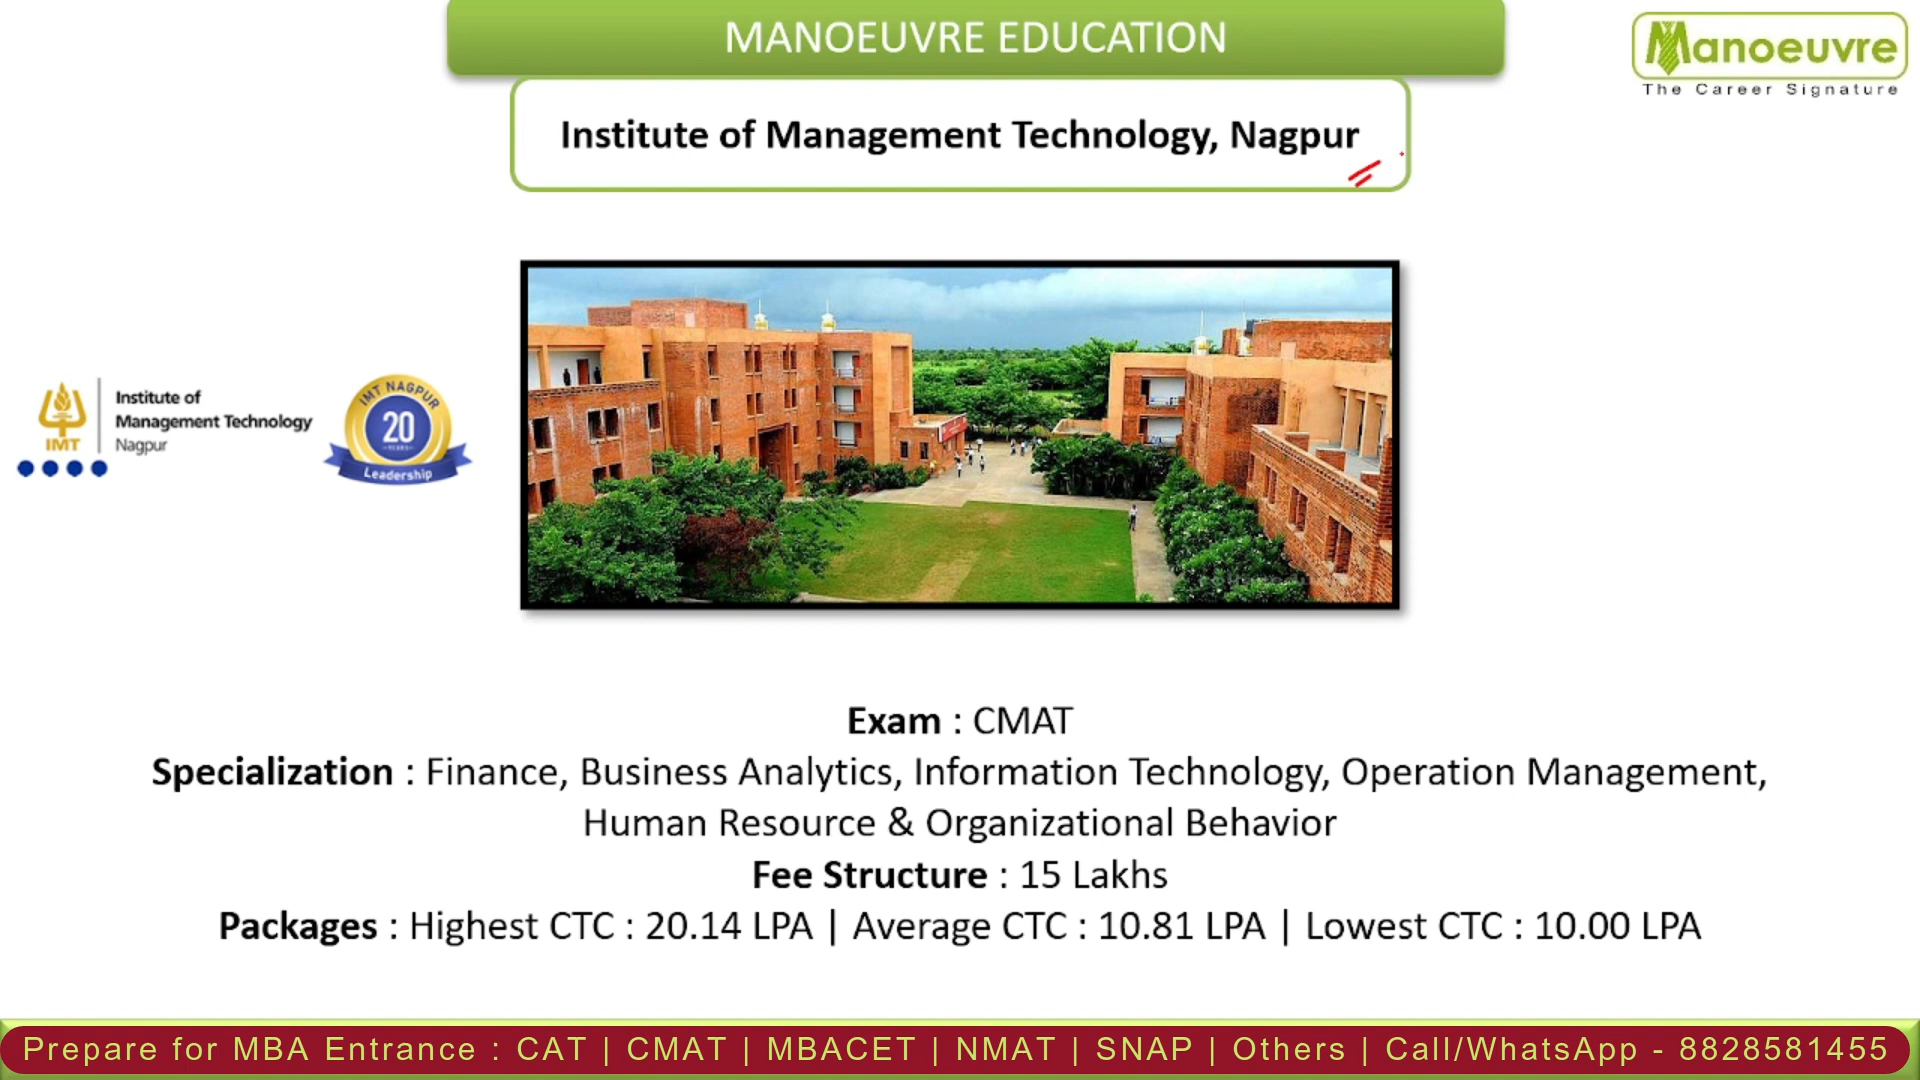 MANOEUVRE EDUCATION
Manoeuvre
The Career Signature
Institute of Management Technology, Nagpur
IMT
Institute of
Management Technology
Nagpur
IMT NAGPUR
20
YEARS
Leadership
Exam : CMAT
Specialization : Finance, Business Analytics, Information Technology, Operation Management,
Human Resource & Organizational Behavior
Fee Structure : 15 Lakhs
Packages : Highest CTC : 20.14 LPA | Average CTC : 10.81 LPA | Lowest CTC : 10.00 LPA
Prepare for MBA Entrance : CAT | CMAT | MBACET | NMAT | SNAP | Others | Call/WhatsApp - 8828581455